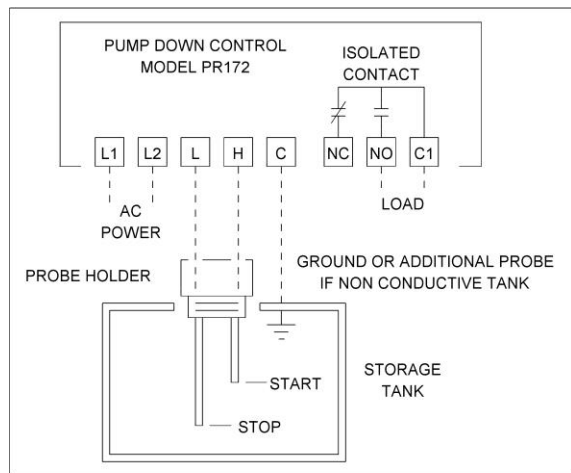 PUMP DOWN CONTROL
MODEL PR172
ISOLATED
CONTACT
L1 L2 L H C NC NO C1
AC
POWER
LOAD
PROBE HOLDER
GROUND OR ADDITIONAL PROBE
IF NON CONDUCTIVE TANK
START
STOP
STORAGE
TANK